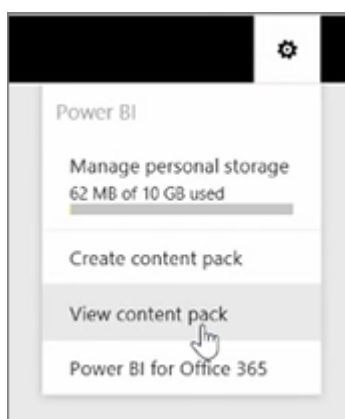 Power BI
Manage personal storage
62 MB of 10 GB used
Create content pack
View content pack
Power BI for Office 365